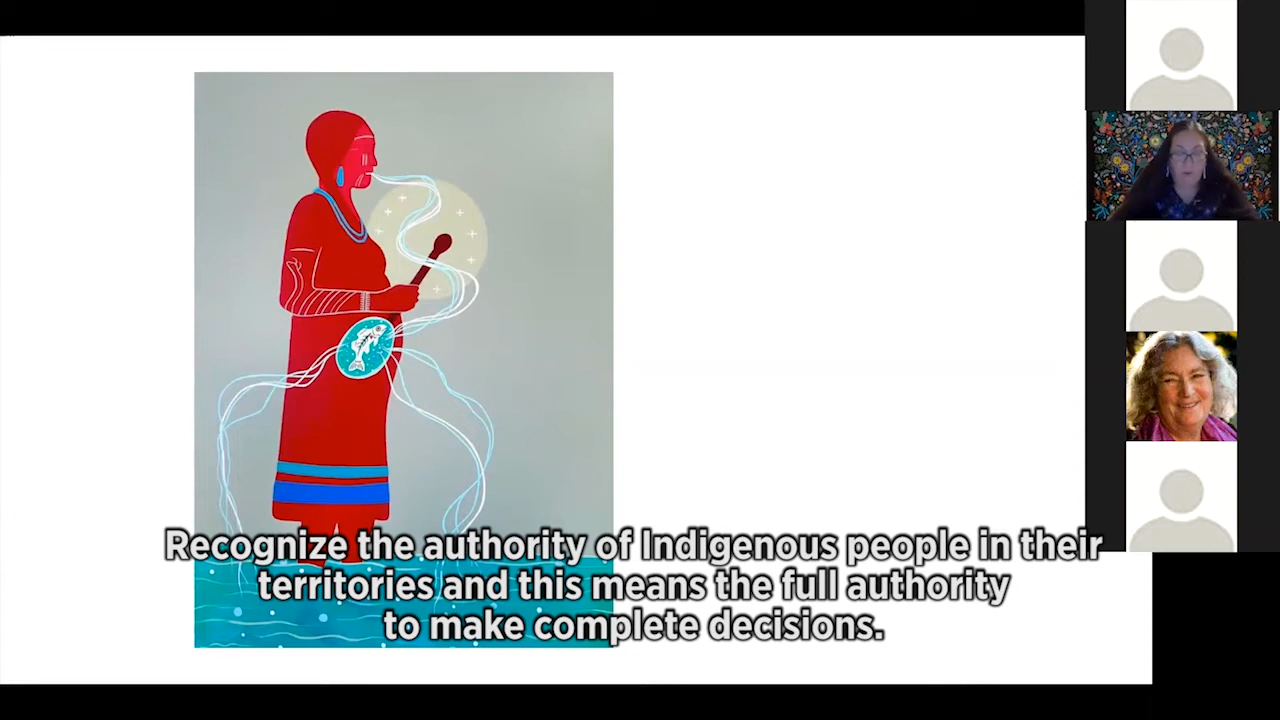 Recognize the authority of Indigenous people in their
territories and this means the full authority
to make complete decisions.